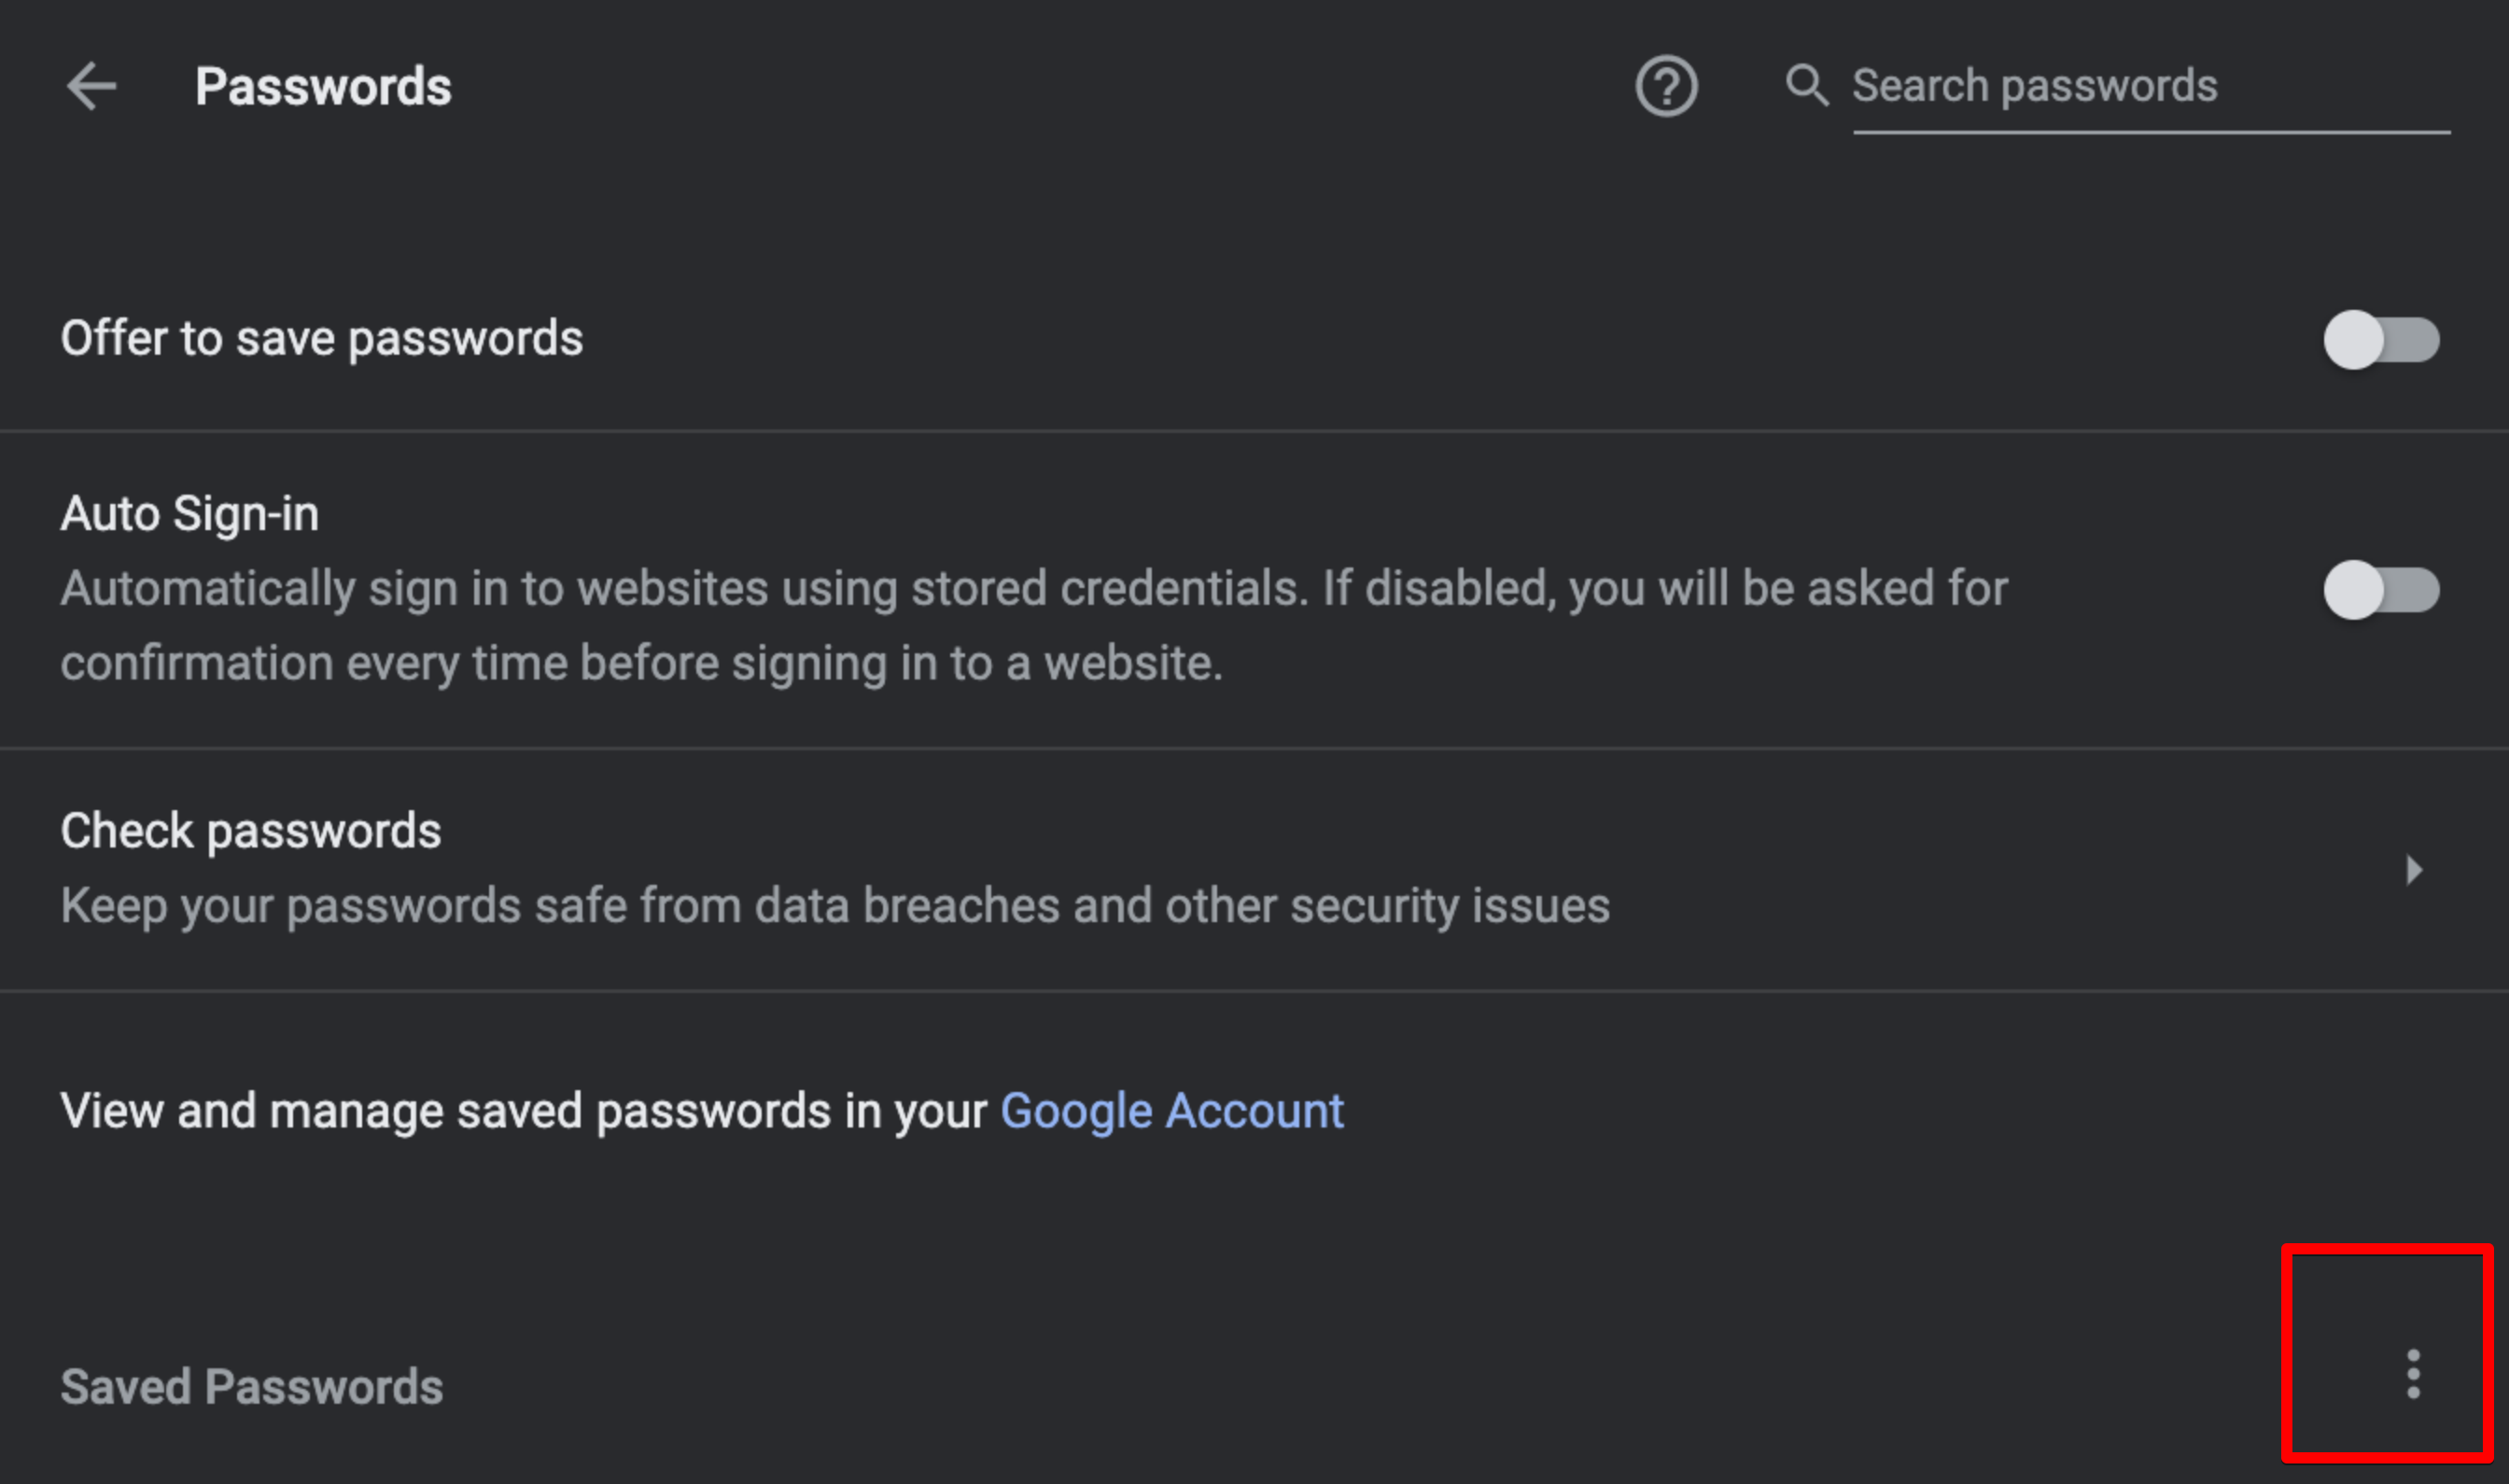 Passwords
Search passwords
Offer to save passwords
Auto Sign-in
Automatically sign in to websites using stored credentials. If disabled, you will be asked for
confirmation every time before signing in to a website.
Check passwords
Keep your passwords safe from data breaches and other security issues
View and manage saved passwords in your Google Account
Saved Passwords